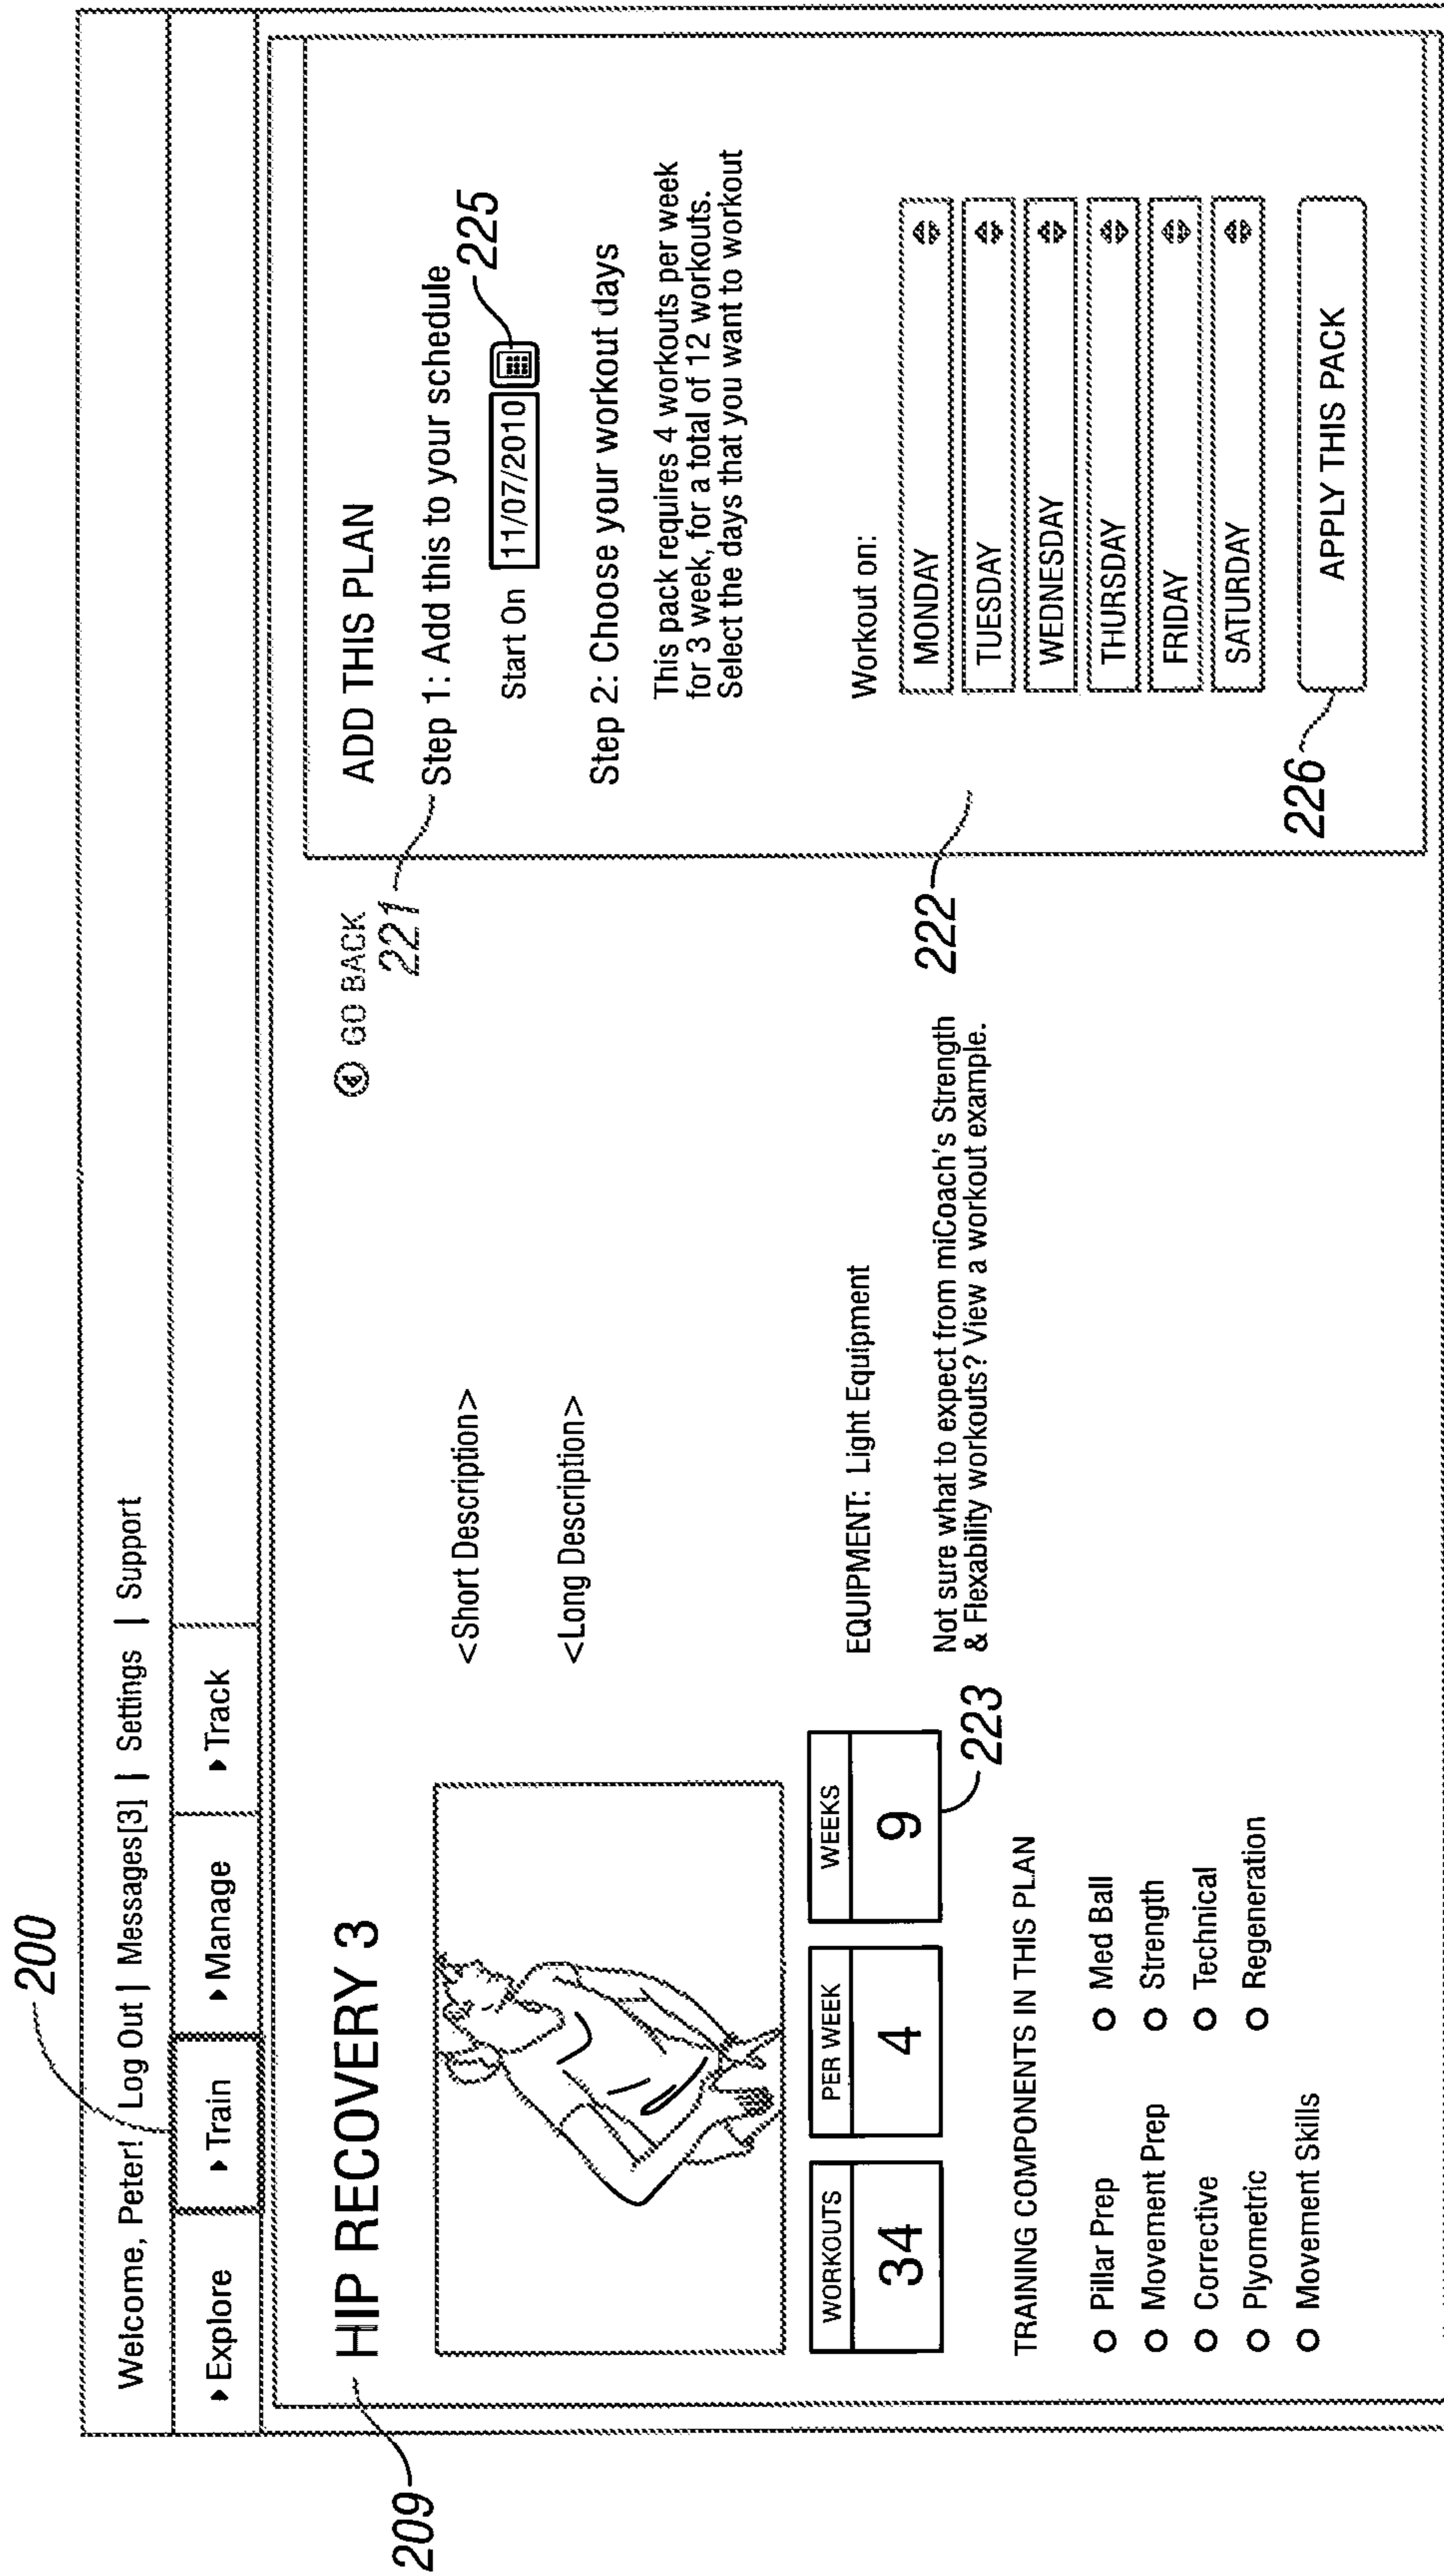 200
Welcome, Peter! Log Out | Messages[3] | Settings | Support
Explore
Train
Manage
Track
209
HIP RECOVERY 3
GO BACK
<Short Description>
<Long Description>
WORKOUTS
34
PER WEEK
4
WEEKS
9
223
EQUIPMENT: Light Equipment
Not sure what to expect from miCoach's Strength
& Flexability workouts? View a workout example.
TRAINING COMPONENTS IN THIS PLAN
Pillar Prep
Movement Prep
Corrective
Plyometric
Movement Skills
Med Ball
Strength
Technical
Regeneration
ADD THIS PLAN
221
Step 1: Add this to your schedule
Start On 11/07/2010
225
Step 2: Choose your workout days
This pack requires 4 workouts per week
for 3 week, for a total of 12 workouts.
Select the days that you want to workout
222
Workout on:
MONDAY
TUESDAY
WEDNESDAY
THURSDAY
FRIDAY
SATURDAY
226
APPLY THIS PACK